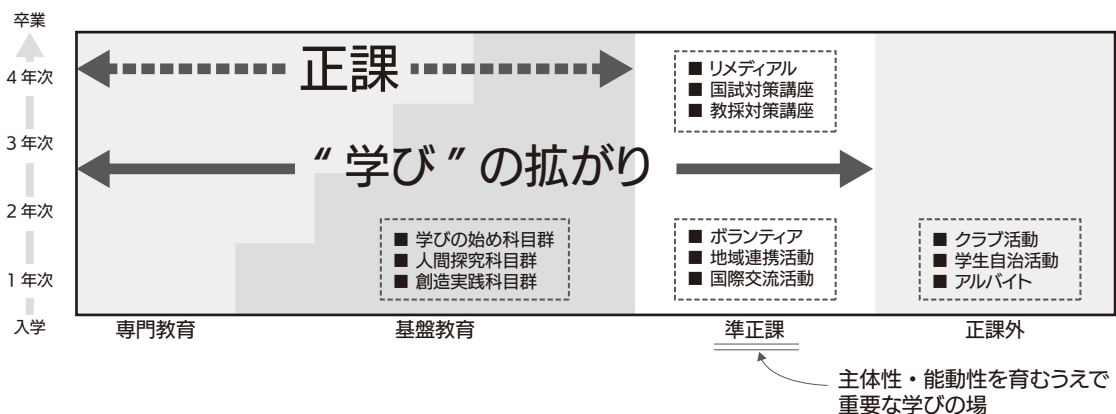 卒業
4 年次
3 年次
2 年次
1 年次
入学
正課
“ 学び ” の拡がり
■ リメディアル
■ 国試対策講座
■ 教採対策講座
■ 学びの始め科目群
■ 人間探究科目群
■ 創造実践科目群
■ ボランティア
■ 地域連携活動
■ 国際交流活動
■ クラブ活動
■ 学生自治活動
■ アルバイト
専門教育
基盤教育
準正課
正課外
主体性・能動性を育むうえで
重要な学びの場